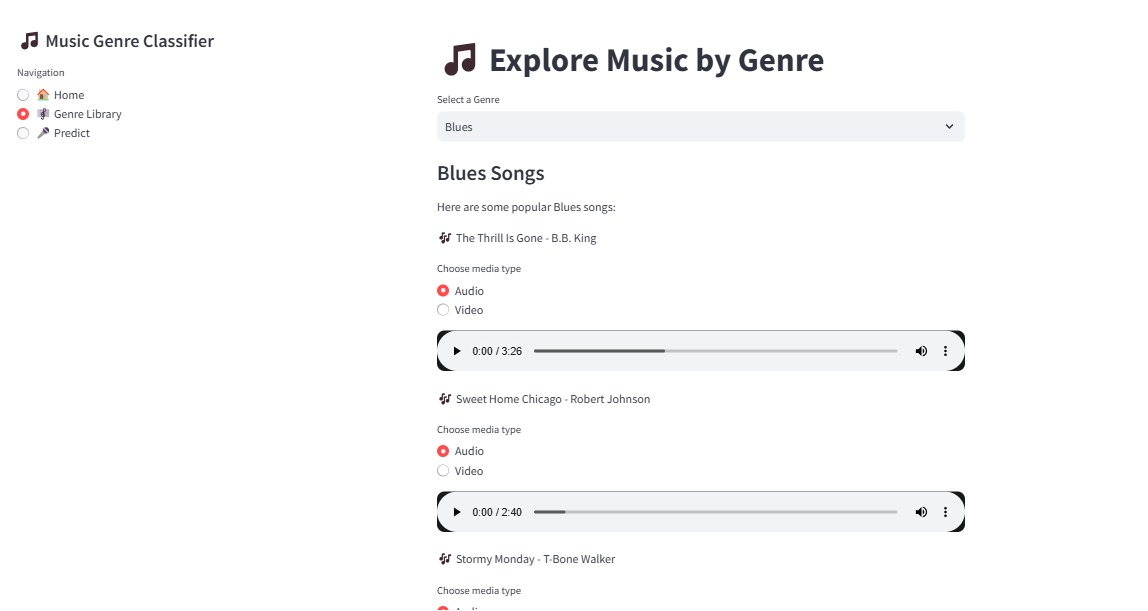 Music Genre Classifier
Navigation
Home
Genre Library
Predict
Explore Music by Genre
Select a Genre
Blues
Blues Songs
Here are some popular Blues songs:
The Thrill Is Gone - B.B. King
Choose media type
Audio
Video
0:00 / 3:26
Sweet Home Chicago - Robert Johnson
Choose media type
Audio
Video
0:00 / 2:40
Stormy Monday - T-Bone Walker
Choose media type